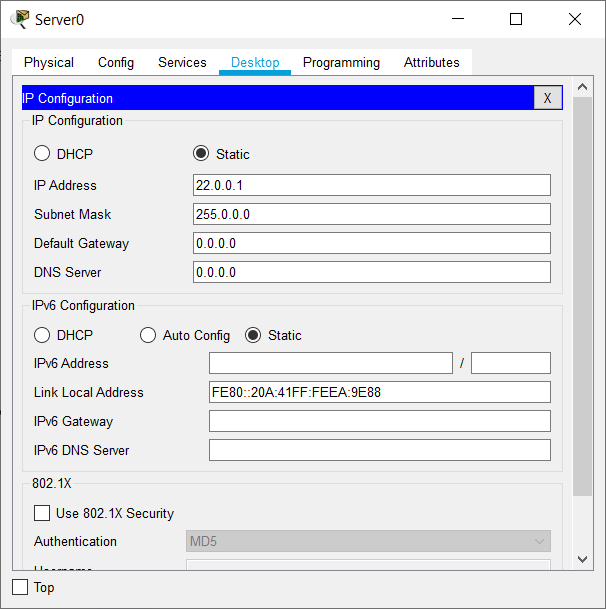 Server0
Physical Config Services Desktop Programming Attributes
IP Configuration X
IP Configuration
DHCP Static
IP Address 22.0.0.1
Subnet Mask 255.0.0.0
Default Gateway 0.0.0.0
DNS Server 0.0.0.0
IPv6 Configuration
DHCP Auto Config Static
IPv6 Address /
Link Local Address FE80::20A:41FF:FEEA:9E88
IPv6 Gateway
IPv6 DNS Server
802.1X
Use 802.1X Security
Authentication MD5
Username
Top